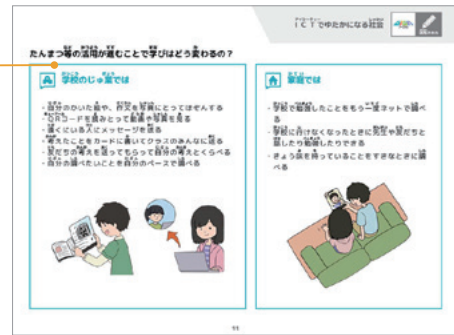 ICTでゆたかになる社会
たんまつ等の活用が進むことで学びはどう変わるの？
学校のじゅ業では
・自分のかいた絵や、作文を写真にとってほぞんする
・QRコードを読みとって動画や写真を見る
・遠くにいる人にメッセージを送る
・考えたことをカードに書いてクラスのみんなに送る
・友だちの考えを送ってもらって自分の考えとくらべる
・自分の調べたいことを自分のペースで調べる
家庭では
・学校で勉強したことをもう一度ネットで調べ
る
・学校に行けなくなったときに先生や友だちと
話したり勉強したりできる
・きょう味を持っていることをすきなときに調
べる
11